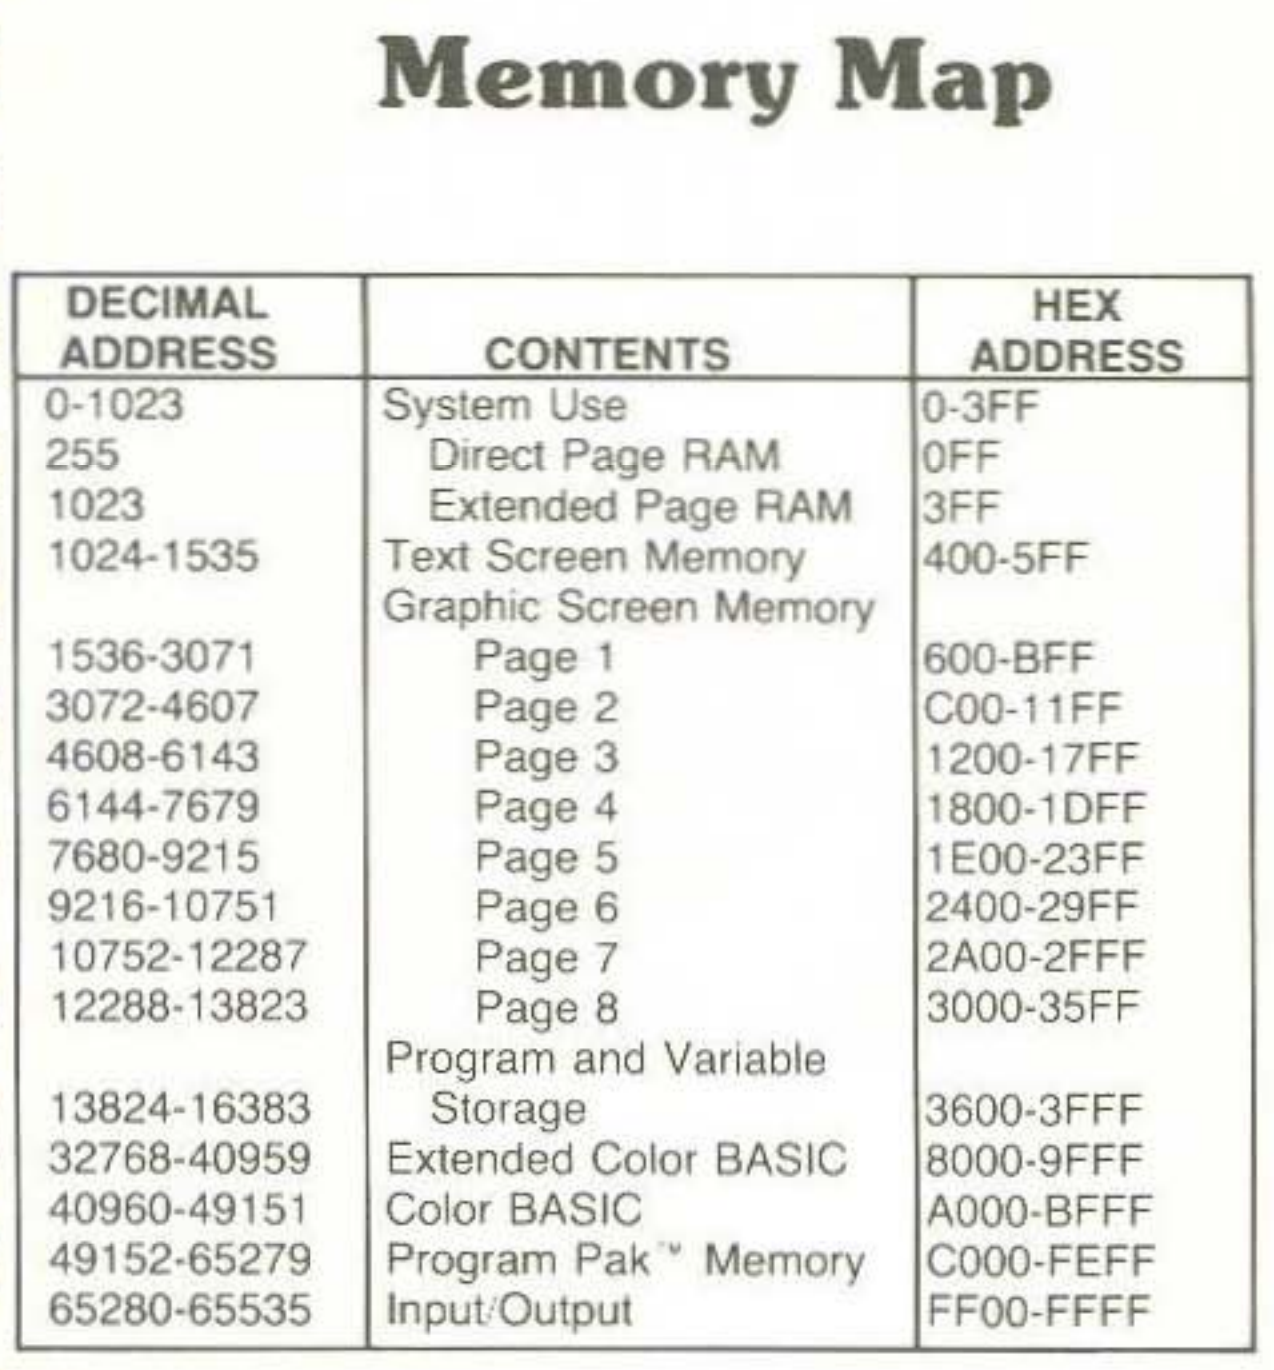 Memory Map
DECIMAL ADDRESS CONTENTS HEX ADDRESS
0-1023 System Use 0-3FF
255 Direct Page RAM 0FF
1023 Extended Page RAM 3FF
1024-1535 Text Screen Memory 400-5FF
Graphic Screen Memory
1536-3071 Page 1 600-BFF
3072-4607 Page 2 C00-11FF
4608-6143 Page 3 1200-17FF
6144-7679 Page 4 1800-1DFF
7680-9215 Page 5 1E00-23FF
9216-10751 Page 6 2400-29FF
10752-12287 Page 7 2A00-2FFF
12288-13823 Page 8 3000-35FF
Program and Variable
13824-16383 Storage 3600-3FFF
32768-40959 Extended Color BASIC 8000-9FFF
40960-49151 Color BASIC A000-BFFF
49152-65279 Program Pak™ Memory C000-FEFF
65280-65535 Input/Output FF00-FFFF